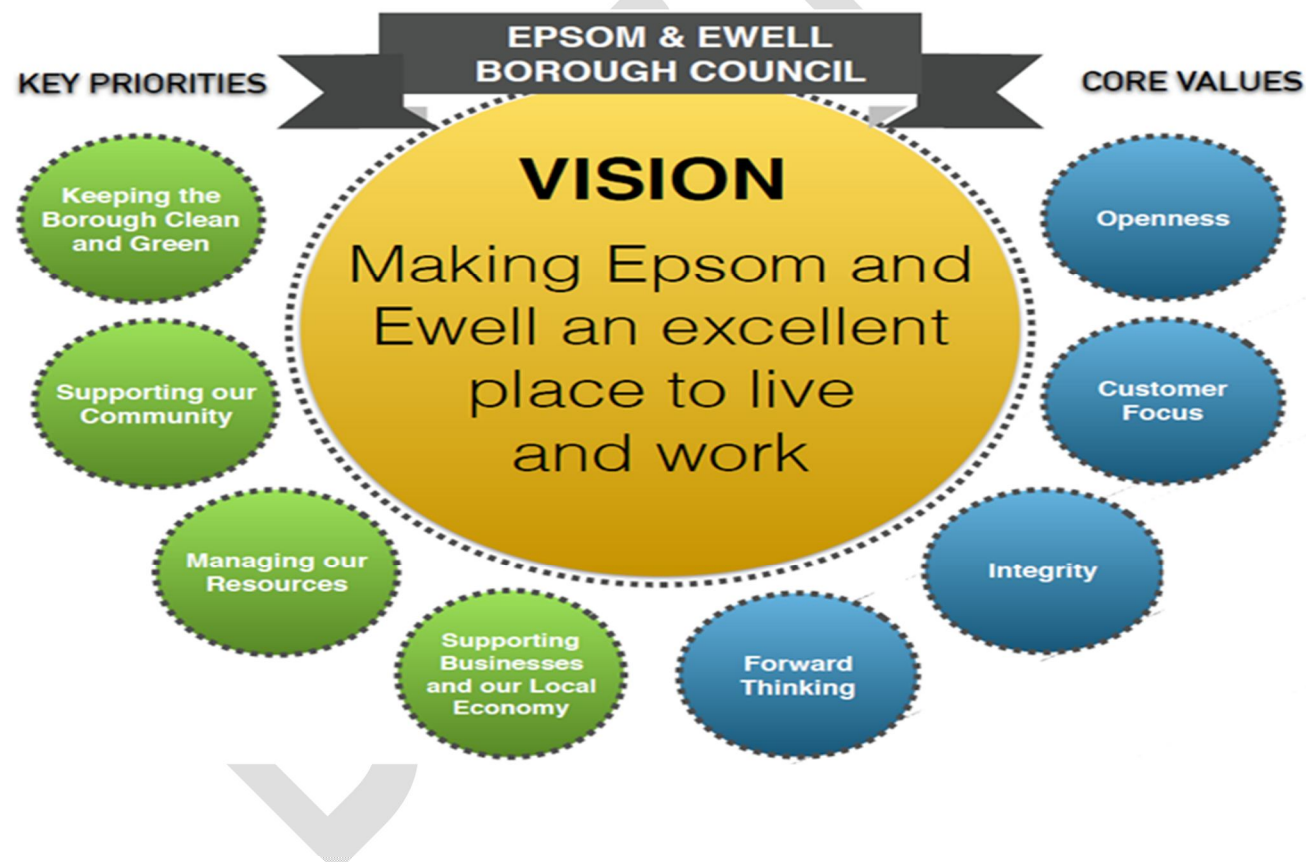 EPSOM & EWELL
BOROUGH COUNCIL
KEY PRIORITIES
Keeping the
Borough Clean
and Green
Supporting our
Community
Managing our
Resources
Supporting
Businesses
and our Local
Economy
VISION
Making Epsom and
Ewell an excellent
place to live
and work
CORE VALUES
Openness
Customer
Focus
Integrity
Forward
Thinking